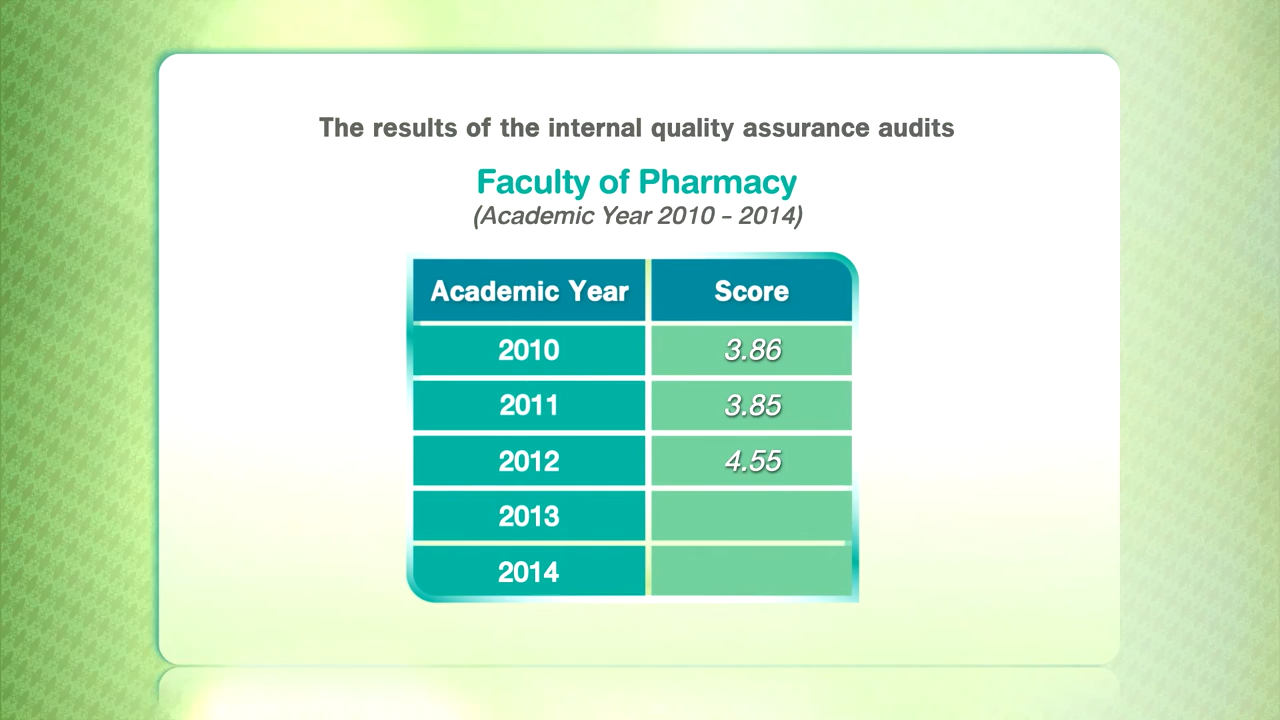 The results of the internal quality assurance audits
Faculty of Pharmacy
(Academic Year 2010 – 2014)
Academic Year Score
2010 3.86
2011 3.85
2012 4.55
2013
2014